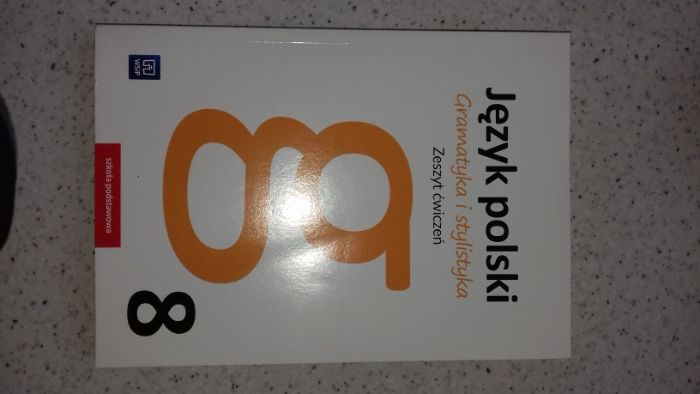 Język polski
Gramatyka i stylistyka
Zeszyt ćwiczeń
g
8
szkoła podstawowa
WSiP